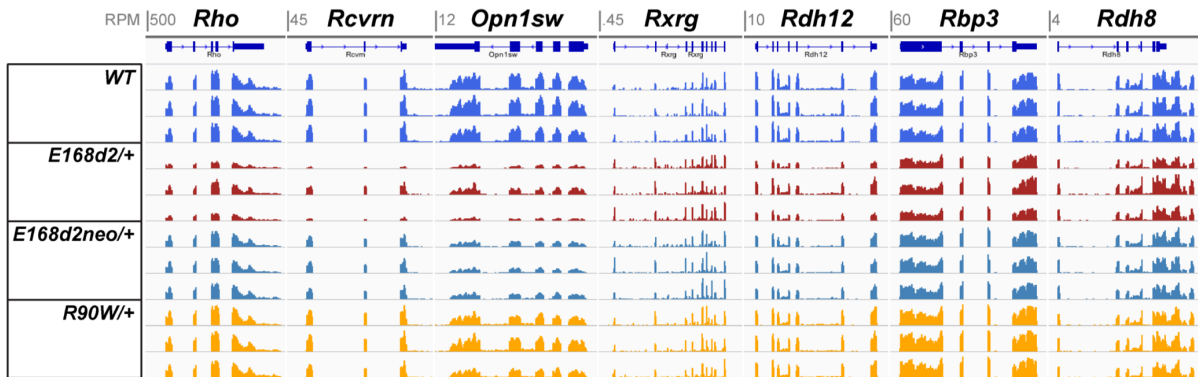 RPM 500 Rho 45 Rcvrn 12 Opn1sw .45 Rxrg 10 Rdh12 60 Rbp3 4 Rdh8
Rho Rcvrn Opn1sw Rxrg Rxrg Rdh12 Rbp3 Rdh8
WT
E168d2/+
E168d2neo/+
R90W/+